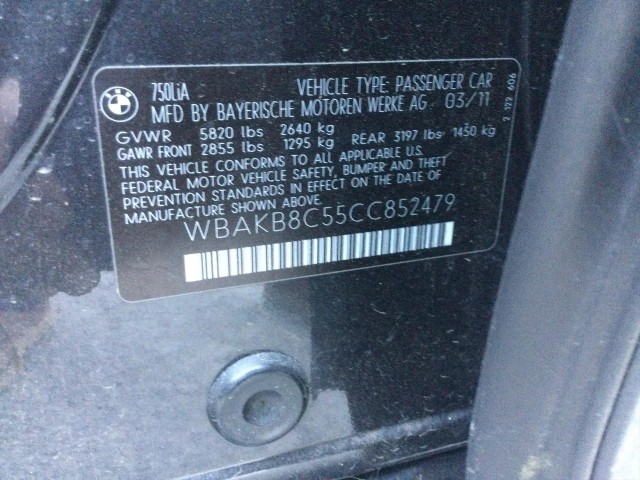 750LiA VEHICLE TYPE: PASSENGER CAR
MFD BY BAYERISCHE MOTOREN WERKE AG 03/11
GVWR 5820 lbs 2640 kg
GAWR FRONT 2855 lbs 1295 kg REAR 3197 lbs 1450 kg
THIS VEHICLE CONFORMS TO ALL APPLICABLE U.S.
FEDERAL MOTOR VEHICLE SAFETY, BUMPER AND THEFT
PREVENTION STANDARDS IN EFFECT ON THE DATE OF
MANUFACTURE SHOWN ABOVE.
WBAKB8C55CC852479